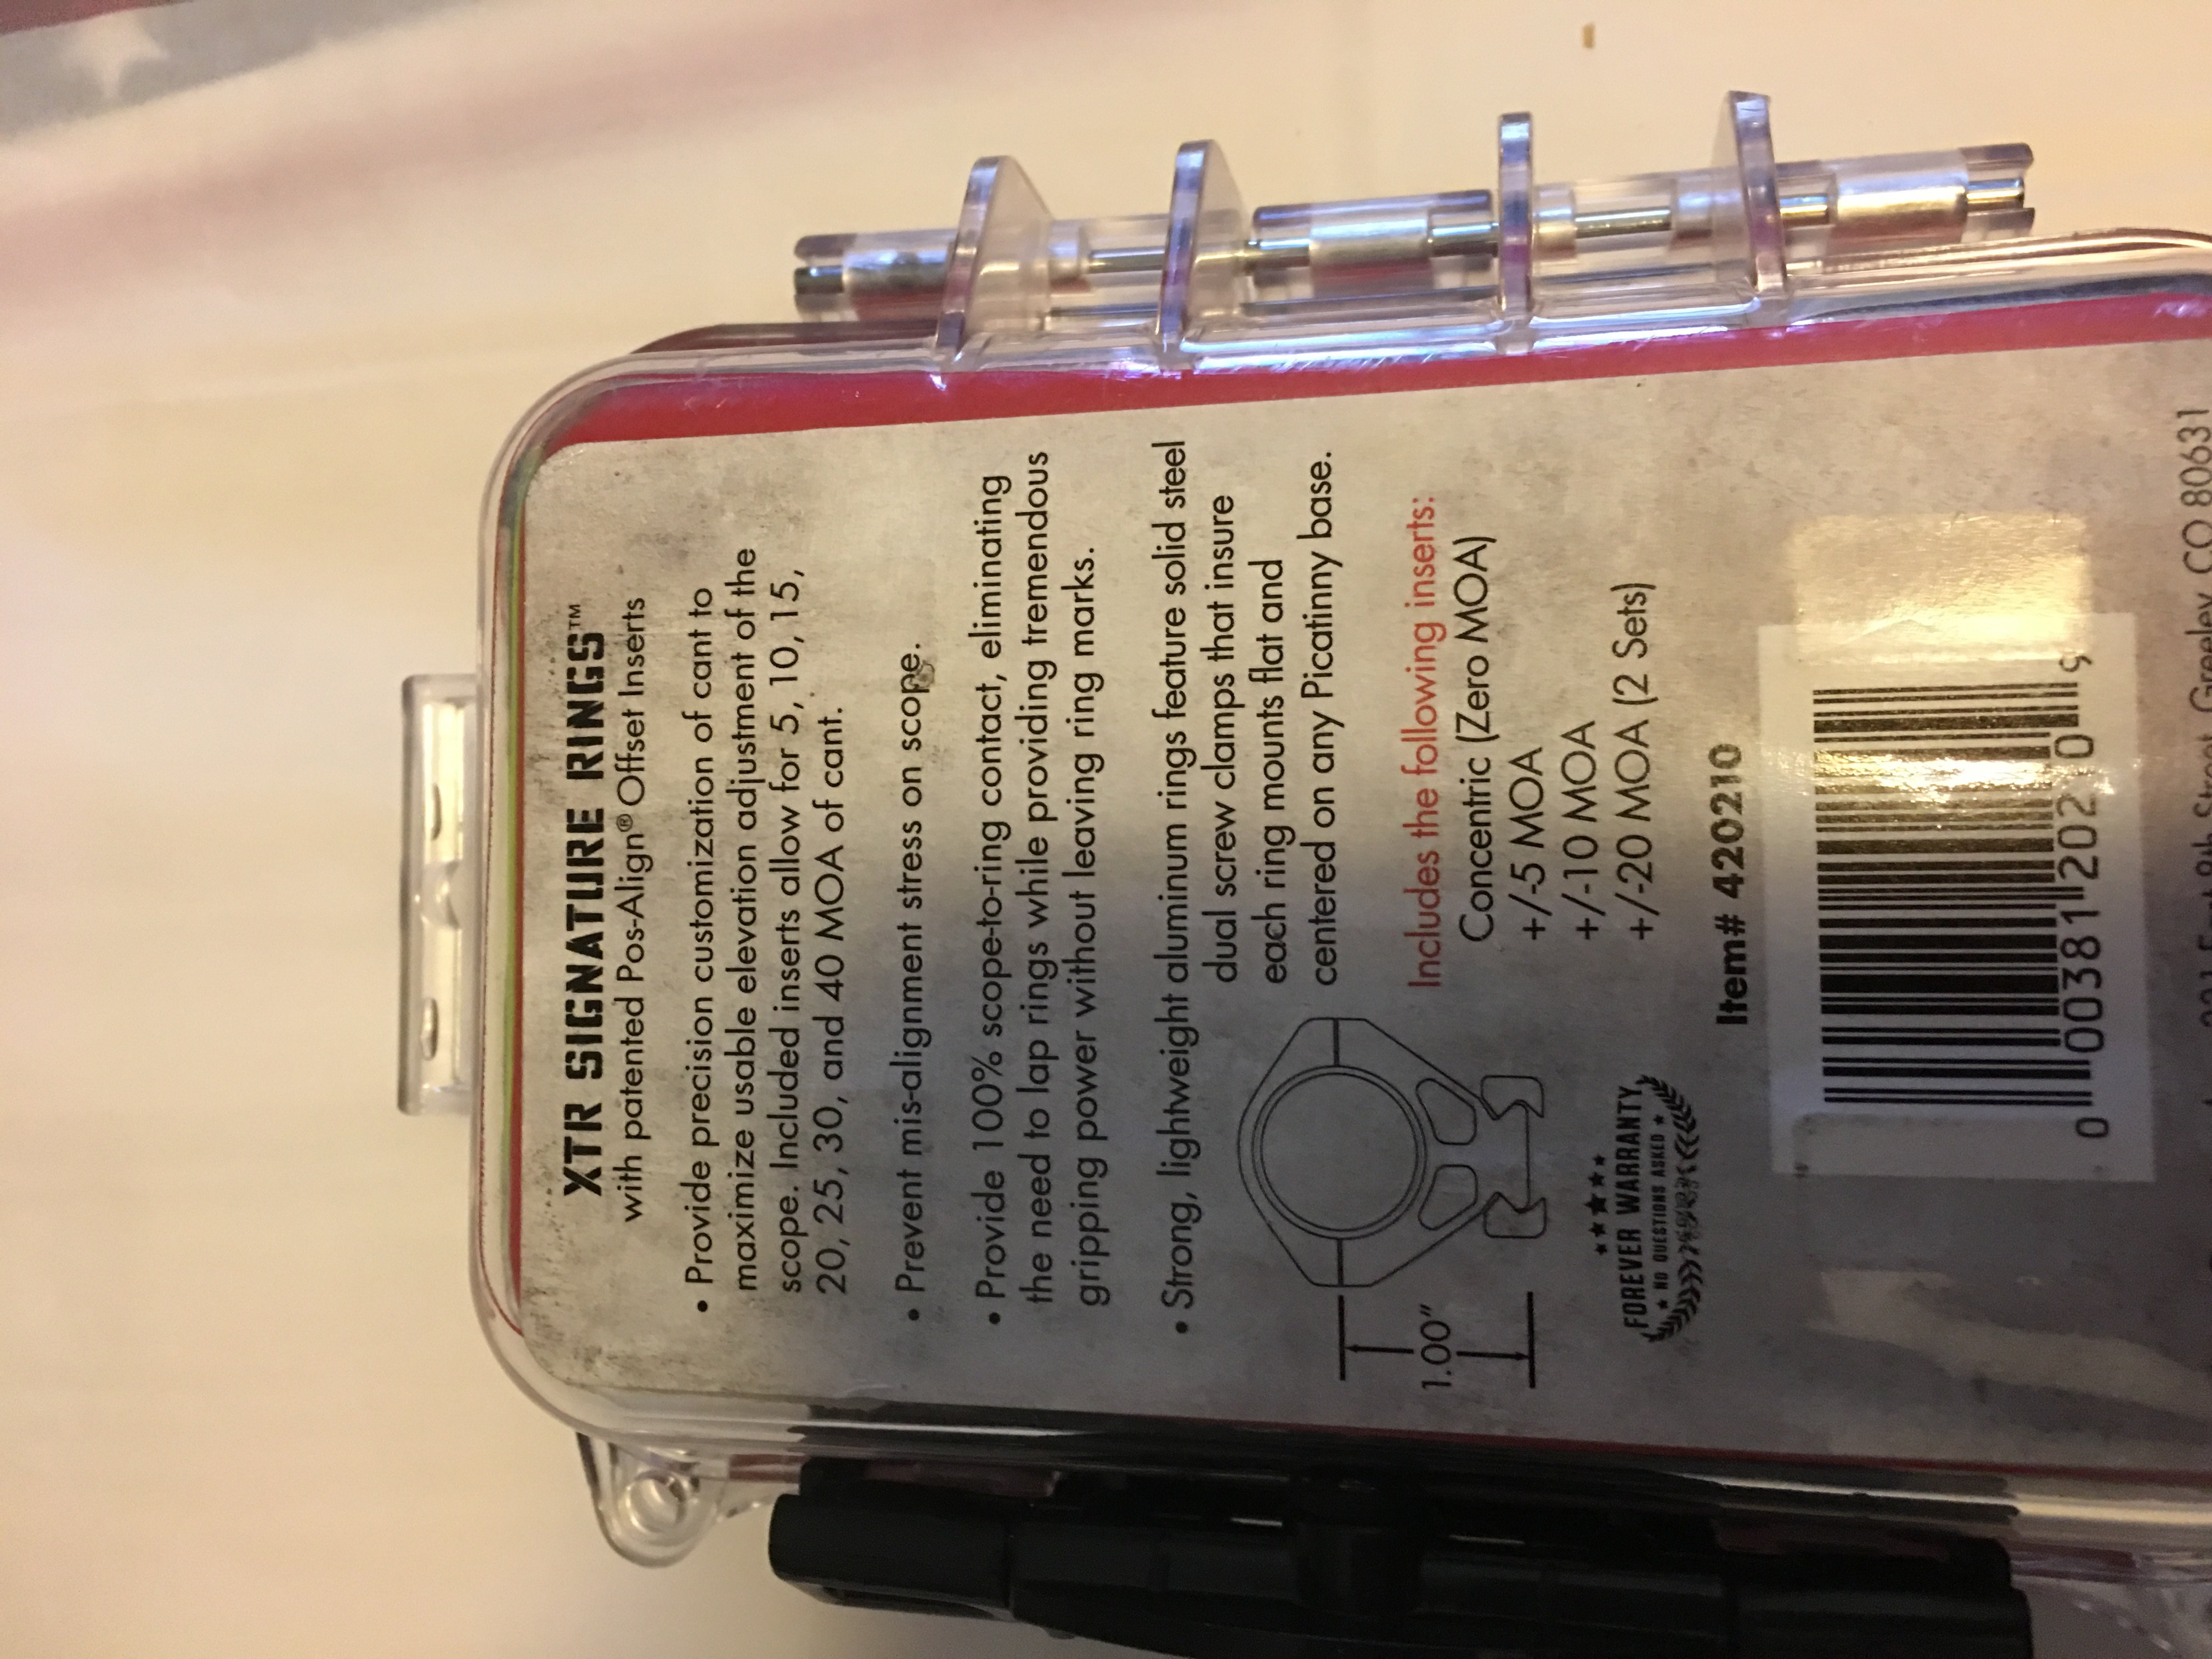 XTR SIGNATURE RINGS™
with patented Pos-Align® Offset Inserts
• Provide precision customization of cant to
maximize usable elevation adjustment of the
scope. Included inserts allow for 5, 10, 15,
20, 25, 30, and 40 MOA of cant.
• Prevent mis-alignment stress on scope.
• Provide 100% scope-to-ring contact, eliminating
the need to lap rings while providing tremendous
gripping power without leaving ring marks.
• Strong, lightweight aluminum rings feature solid steel
dual screw clamps that insure
each ring mounts flat and
centered on any Picatinny base.
1.00"
Includes the following inserts:
Concentric (Zero MOA)
+/-5 MOA
+/-10 MOA
+/-20 MOA (2 Sets)
FOREVER WARRANTY
★ NO QUESTIONS ASKED ★
Item# 420210
0 00381 202 0 5
Street, Greeley, CO 80631